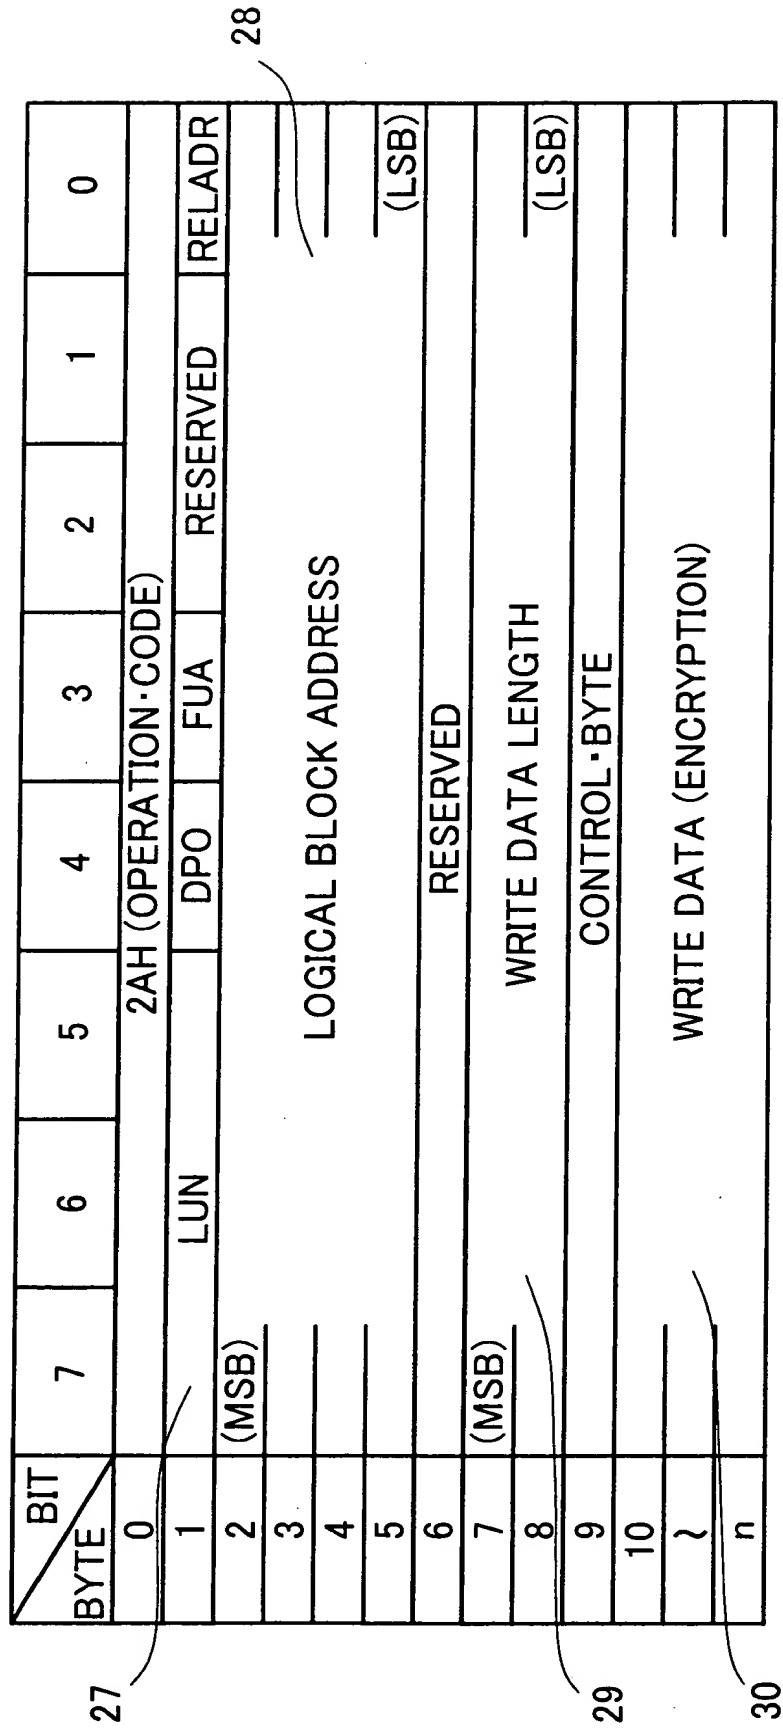 28
BIT 7 6 5 4 3 2 1 0
BYTE
0 2AH (OPERATION·CODE)
1 LUN DPO FUA RESERVED RELADR
2 (MSB)
3
4 LOGICAL BLOCK ADDRESS
5 (LSB)
6 RESERVED
7 (MSB)
8 WRITE DATA LENGTH (LSB)
9 CONTROL·BYTE
10
~ WRITE DATA (ENCRYPTION)
n
27
29
30